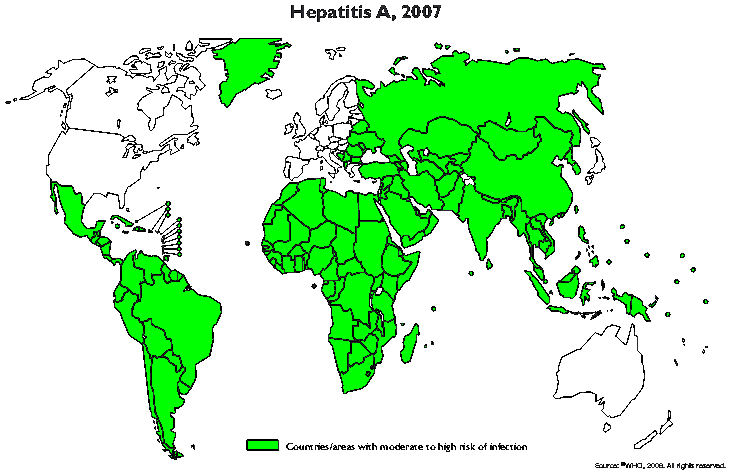 Hepatitis A, 2007
Countries/areas with moderate to high risk of infection
Source: ©WHO, 2008. All rights reserved.